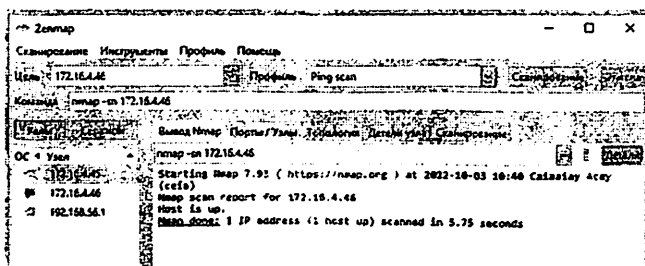 Zenmap
Сканирование Инструменты Профиль Помощь
Цель: 172.16.4.46 Профиль: Ping scan Сканирование
Команда: nmap -sn 172.16.4.46
Узлы Сервисы Вывод Nmap Порты / Узлы Топология Детали узла Сканирование
ОС Узел nmap -sn 172.16.4.46 Детали
172.16.4.45
172.16.4.46
192.168.56.1
Starting Nmap 7.93 ( https://nmap.org ) at 2022-10-03 10:40
Nmap scan report for 172.16.4.46
Host is up.
Nmap done: 1 IP address (1 host up) scanned in 5.75 seconds